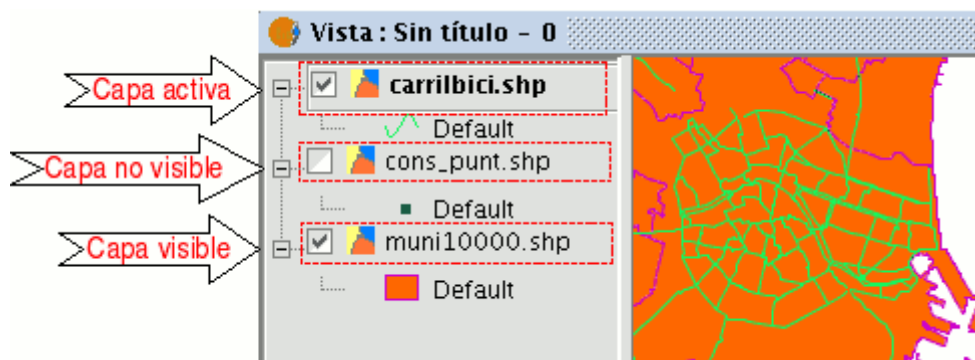 Vista : Sin título - 0
Capa activa
carrilbici.shp
Default
Capa no visible
cons_punt.shp
Default
Capa visible
muni10000.shp
Default